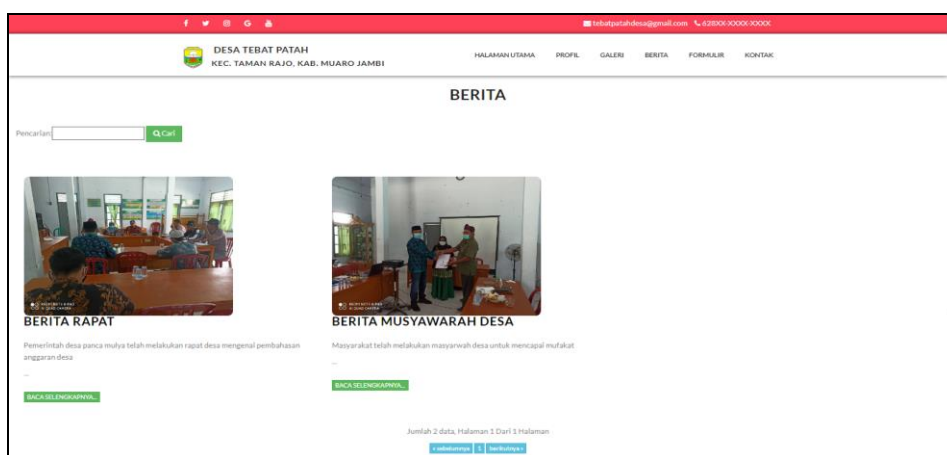 tebatpatahdesa@gmail.com 628XX-XXXX-XXXX
DESA TEBAT PATAH
KEC. TAMAN RAJO, KAB. MUARO JAMBI
HALAMAN UTAMA PROFIL GALERI BERITA FORMULIR KONTAK
BERITA
Pencarian Cari
BERITA RAPAT
Pemerintah desa panca mulya telah melakukan rapat desa mengenal pembahasan
anggaran desa
...
BACA SELENGKAPNYA...
BERITA MUSYAWARAH DESA
Masyarakat telah melakukan masyarwah desa untuk mencapai mufakat
...
BACA SELENGKAPNYA...
Jumlah 2 data, Halaman 1 Dari 1 Halaman
< sebelumnya 1 berikutnya >